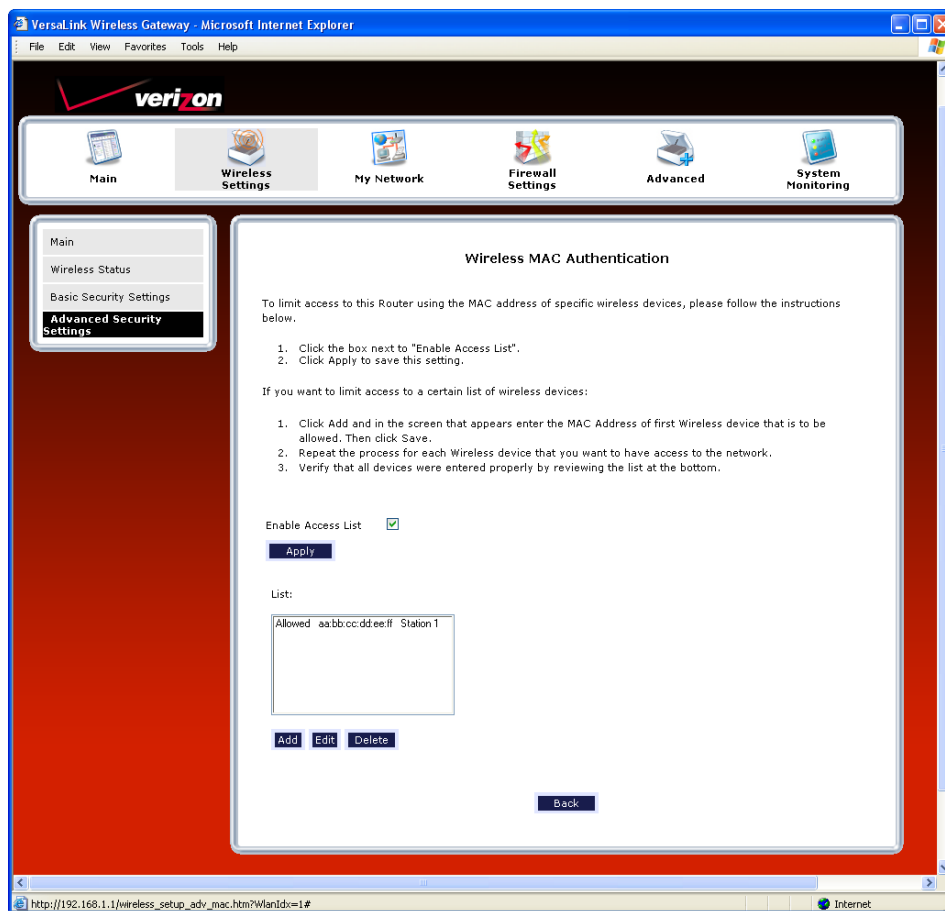 VersaLink Wireless Gateway - Microsoft Internet Explorer
File Edit View Favorites Tools Help
verizon
Main
Wireless
Settings
My Network
Firewall
Settings
Advanced
System
Monitoring
Main
Wireless Status
Basic Security Settings
Advanced Security
Settings
Wireless MAC Authentication
To limit access to this Router using the MAC address of specific wireless devices, please follow the instructions
below.
1. Click the box next to "Enable Access List".
2. Click Apply to save this setting.
If you want to limit access to a certain list of wireless devices:
1. Click Add and in the screen that appears enter the MAC Address of first Wireless device that is to be
allowed. Then click Save.
2. Repeat the process for each Wireless device that you want to have access to the network.
3. Verify that all devices were entered properly by reviewing the list at the bottom.
Enable Access List
Apply
List:
Allowed aa:bb:cc:dd:ee:ff Station 1
Add Edit Delete
Back
http://192.168.1.1/wireless_setup_adv_mac.htm?WlanIdx=1# Internet